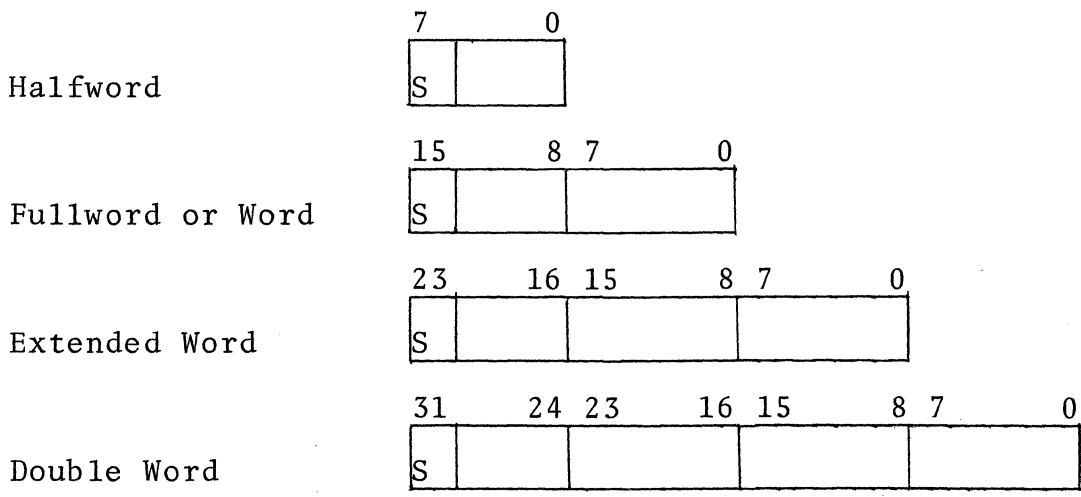 7 0
Halfword S
15 8 7 0
Fullword or Word S
23 16 15 8 7 0
Extended Word S
31 24 23 16 15 8 7 0
Double Word S